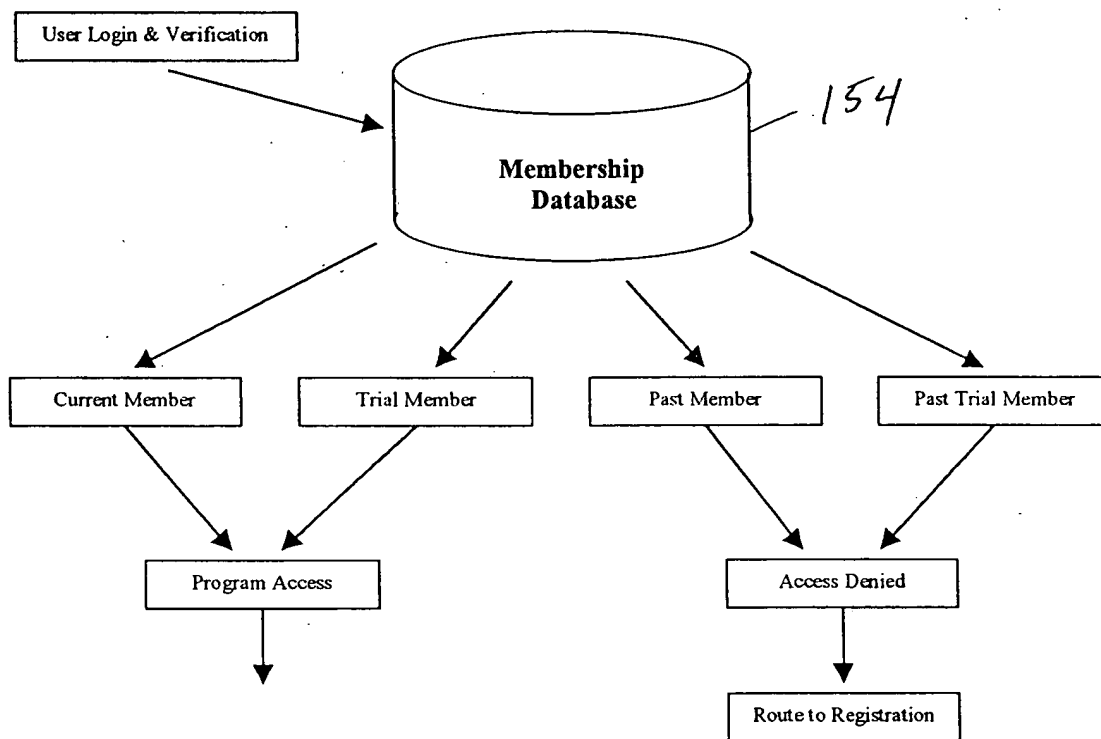 User Login & Verification
154
Membership
Database
Current Member
Trial Member
Past Member
Past Trial Member
Program Access
Access Denied
Route to Registration